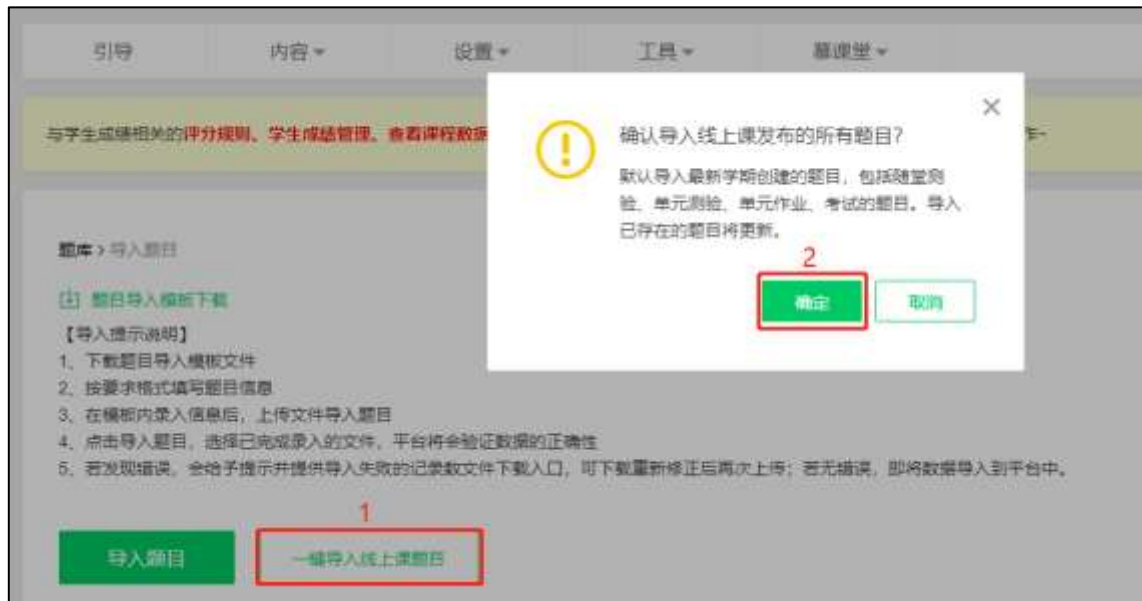 引导 内容 设置 工具 慕课堂
与学生成绩相关的评分规则、学生成绩管理、查看课程数据
确认导入线上课发布的所有题目？
默认导入最新学期创建的题目，包括随堂测
验、单元测验、单元作业、考试的题目。导入
已存在的题目将更新。
2
确定 取消
题库 > 导入题目
题目导入模板下载
【导入提示说明】
1、下载题目导入模板文件
2、按要求格式填写题目信息
3、在模板内录入信息后，上传文件导入题目
4、点击导入题目，选择已完成录入的文件，平台将会验证数据的正确性
5、若发现错误，会给予提示并提供导入失败的记录数文件下载入口，可下载重新修正后再次上传；若无错误，即将数据导入到平台中。
1
导入题目 一键导入线上课题目